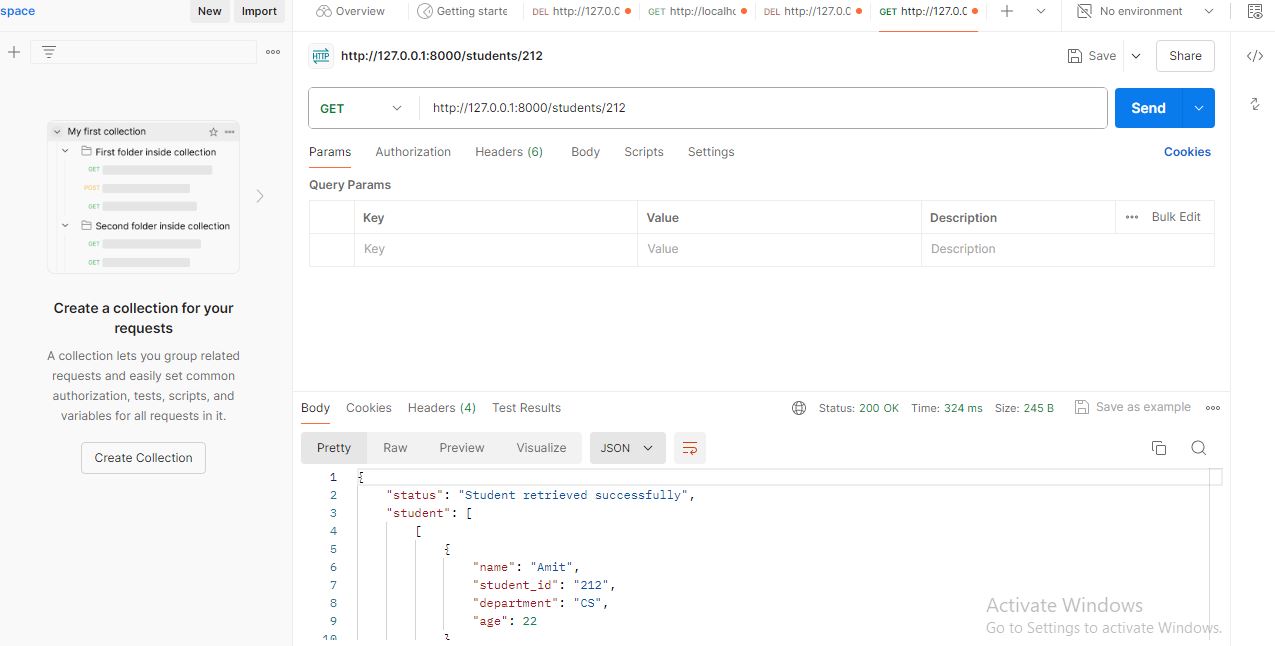 space New Import Overview Getting starte DEL http://127.0.0 GET http://localhc DEL http://127.0.0 GET http://127.0.0 No environment
HTTP http://127.0.0.1:8000/students/212 Save Share
GET http://127.0.0.1:8000/students/212 Send
Params Authorization Headers (6) Body Scripts Settings Cookies
Query Params
Key Value Description Bulk Edit
Key Value Description
My first collection
First folder inside collection
GET
POST
GET
Second folder inside collection
GET
GET
Create a collection for your
requests
A collection lets you group related
requests and easily set common
authorization, tests, scripts, and
variables for all requests in it.
Create Collection
Body Cookies Headers (4) Test Results Status: 200 OK Time: 324 ms Size: 245 B Save as example
Pretty Raw Preview Visualize JSON
1 {
2 "status": "Student retrieved successfully",
3 "student": [
4 [
5 {
6 "name": "Amit",
7 "student_id": "212",
8 "department": "CS",
9 "age": 22
10 }
Activate Windows
Go to Settings to activate Windows.